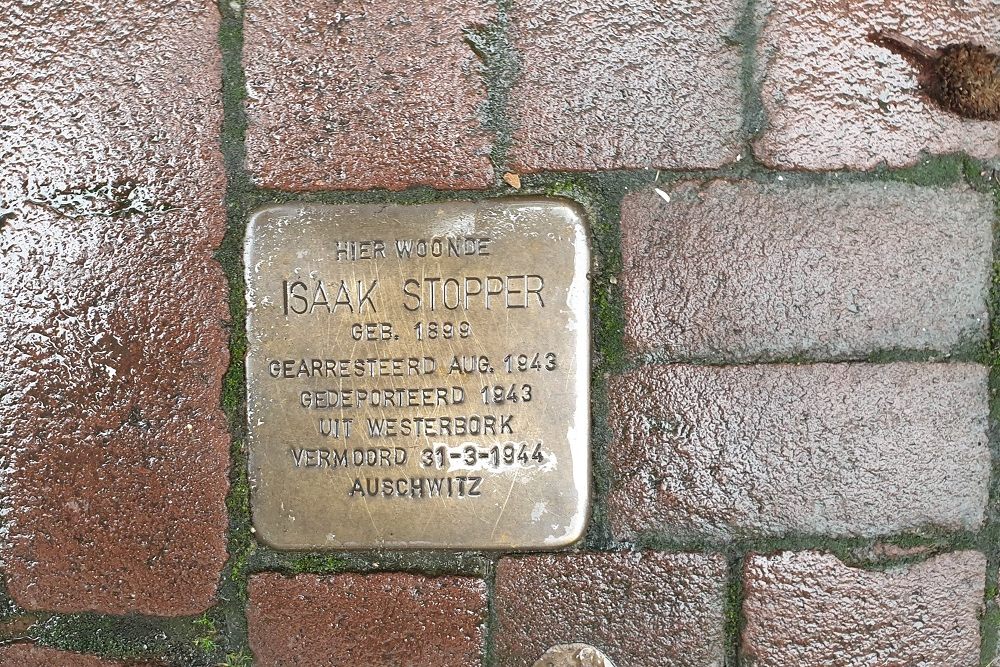 HIER WOONDE
ISAAK STOPPER
GEB. 1899
GEARRESTEERD AUG. 1943
GEDEPORTEERD 1943
UIT WESTERBORK
VERMOORD 31-3-1944
AUSCHWITZ